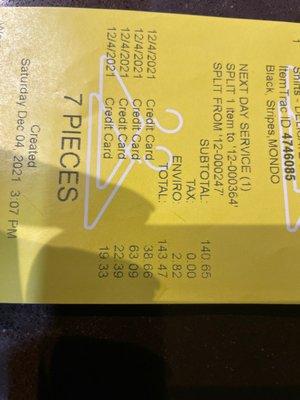 1
Shirts -
ItemTrac ID 4746085
Black, Stripes, MONDO
NEXT DAY SERVICE (1)
SPLIT 1 item to '12-000364'
SPLIT FROM '12-000247'
SUBTOTAL: 140.65
TAX: 0.00
ENVIRO: 2.82
TOTAL: 143.47
12/4/2021 Credit Card 38.66
12/4/2021 Credit Card 63.09
12/4/2021 Credit Card 22.39
12/4/2021 Credit Card 19.33
7 PIECES
Created
Saturday Dec 04, 2021 3:07 PM